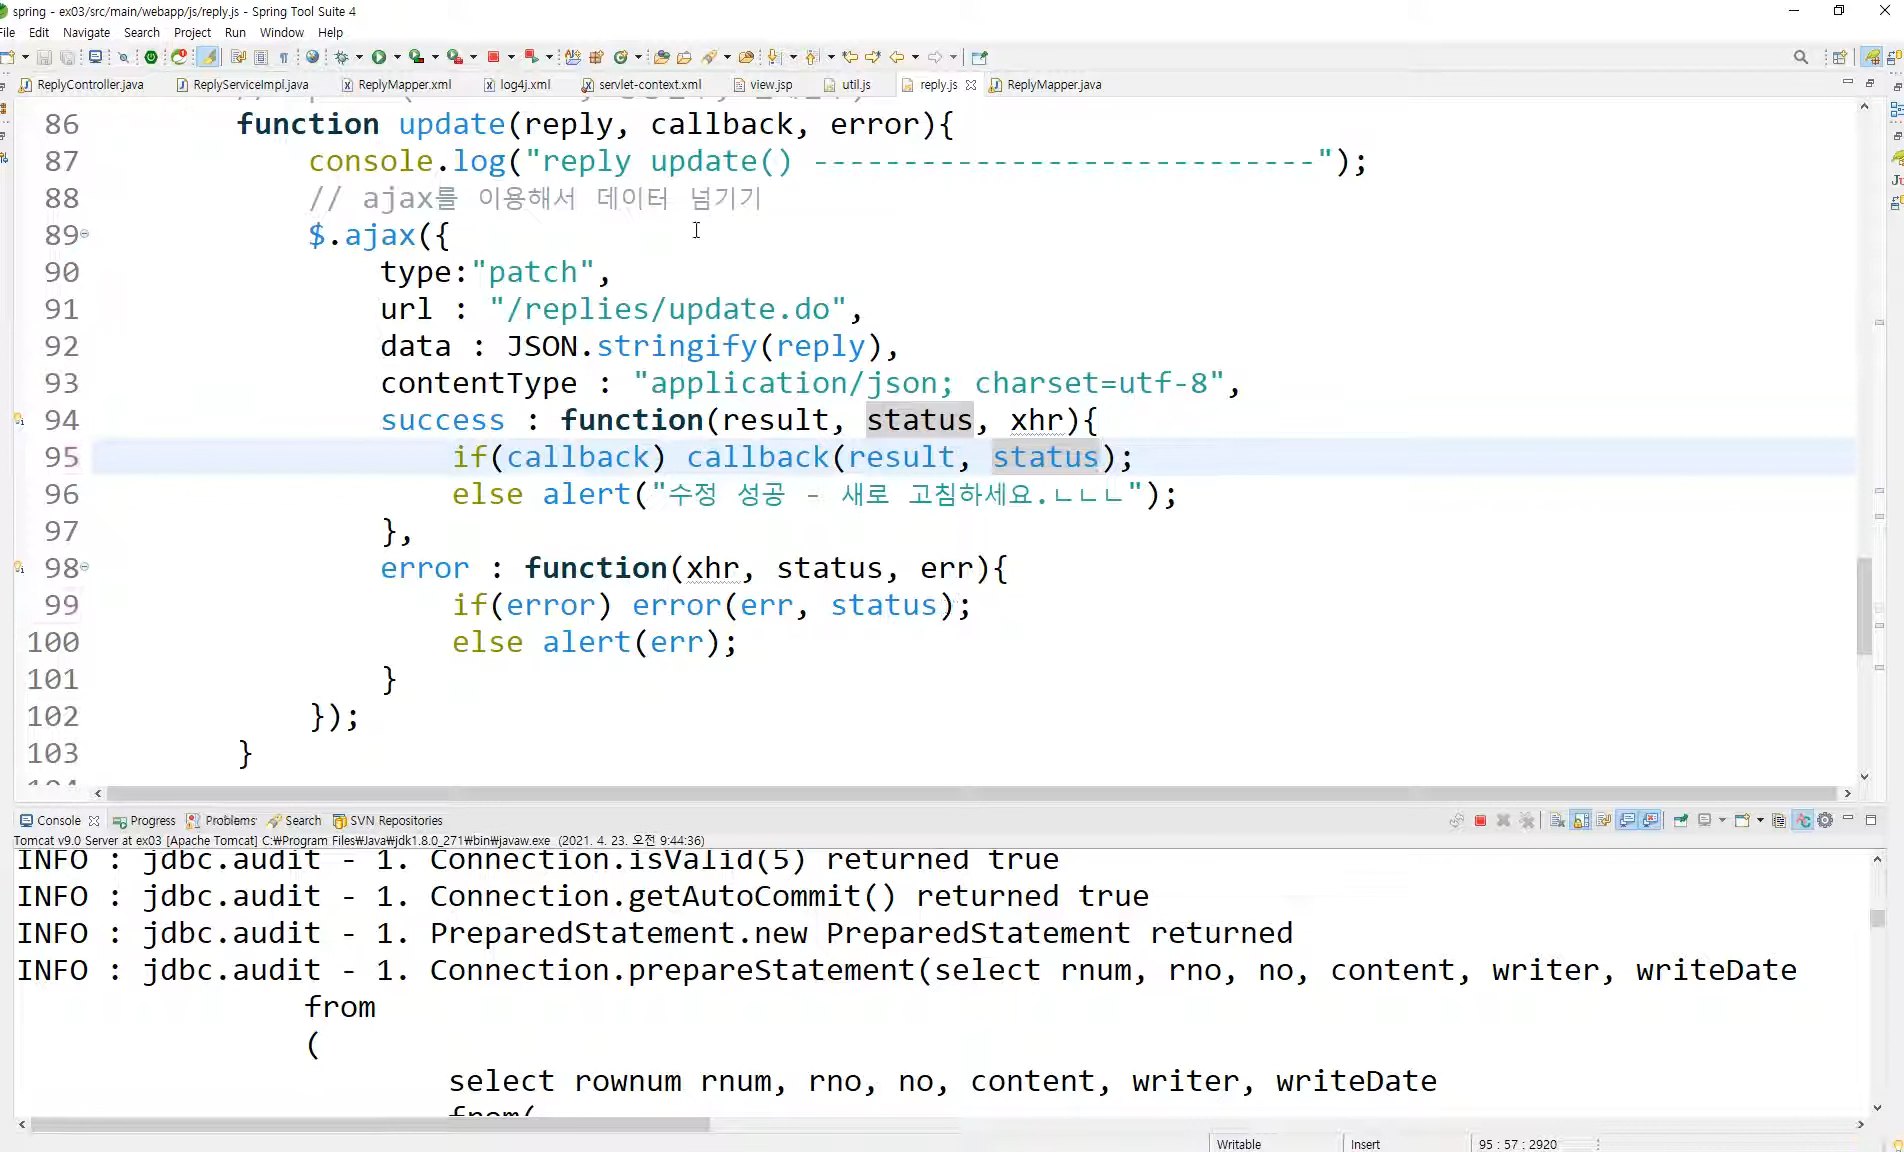 spring - ex03/src/main/webapp/js/reply.js - Spring Tool Suite 4
File Edit Navigate Search Project Run Window Help
ReplyController.java ReplyServiceImpl.java ReplyMapper.xml log4j.xml servlet-context.xml view.jsp util.js reply.js ReplyMapper.java
86 function update(reply, callback, error){
87 console.log("reply update() ----------------------------");
88 // ajax를 이용해서 데이터 넘기기
89 $.ajax({
90 type:"patch",
91 url : "/replies/update.do",
92 data : JSON.stringify(reply),
93 contentType : "application/json; charset=utf-8",
94 success : function(result, status, xhr){
95 if(callback) callback(result, status);
96 else alert("수정 성공 - 새로 고침하세요.ㄴㄴㄴ");
97 },
98 error : function(xhr, status, err){
99 if(error) error(err, status);
100 else alert(err);
101 }
102 });
103 }
Console Progress Problems Search SVN Repositories
Tomcat v9.0 Server at ex03 [Apache Tomcat] C:₩Program Files₩Java₩jdk1.8.0_271₩bin₩javaw.exe (2021. 4. 23. 오전 9:44:36)
INFO : jdbc.audit - 1. Connection.isValid(5) returned true
INFO : jdbc.audit - 1. Connection.getAutoCommit() returned true
INFO : jdbc.audit - 1. PreparedStatement.new PreparedStatement returned
INFO : jdbc.audit - 1. Connection.prepareStatement(select rnum, rno, no, content, writer, writeDate
from
(
select rownum rnum, rno, no, content, writer, writeDate
from(
Writable Insert 95 : 57 : 2920